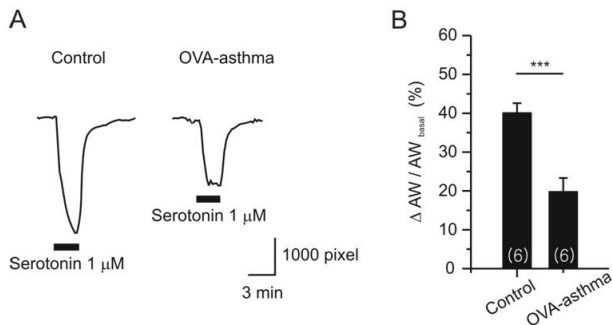 A
Control
OVA-asthma
Serotonin 1 μM
Serotonin 1 μM
1000 pixel
3 min
B
Δ AW / AW basal (%)
60
50
40
30
20
10
0
***
(6)
(6)
Control
OVA-asthma